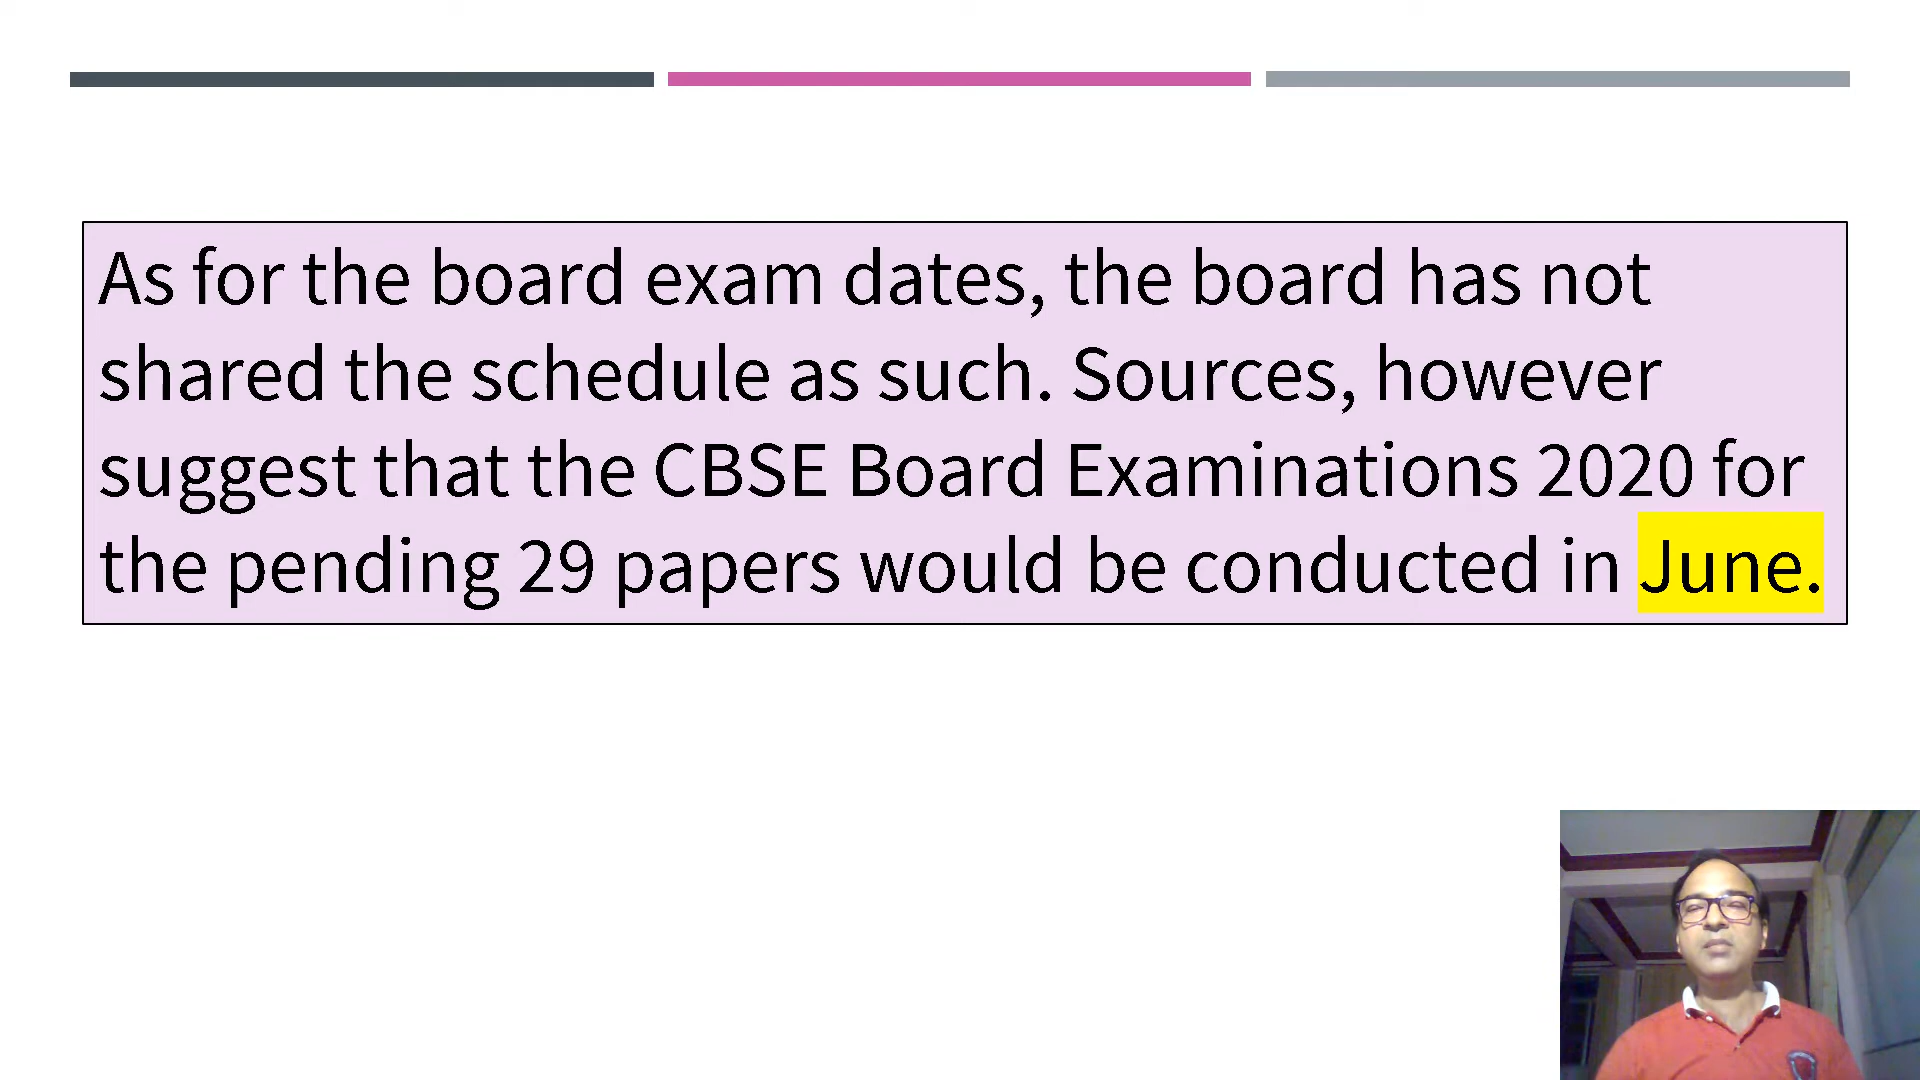 As for the board exam dates, the board has not
shared the schedule as such. Sources, however
suggest that the CBSE Board Examinations 2020 for
the pending 29 papers would be conducted in June.